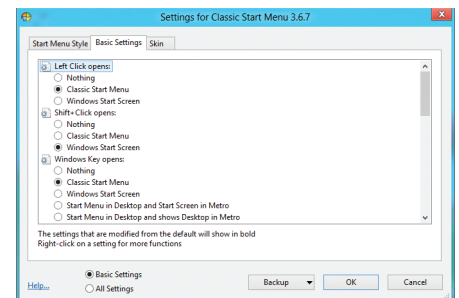 Settings for Classic Start Menu 3.6.7
Start Menu Style Basic Settings Skin
Left Click opens:
Nothing
Classic Start Menu
Windows Start Screen
Shift+Click opens:
Nothing
Classic Start Menu
Windows Start Screen
Windows Key opens:
Nothing
Classic Start Menu
Windows Start Screen
Start Menu in Desktop and Start Screen in Metro
Start Menu in Desktop and shows Desktop in Metro
The settings that are modified from the default will show in bold
Right-click on a setting for more functions
Basic Settings
Help... All Settings Backup OK Cancel